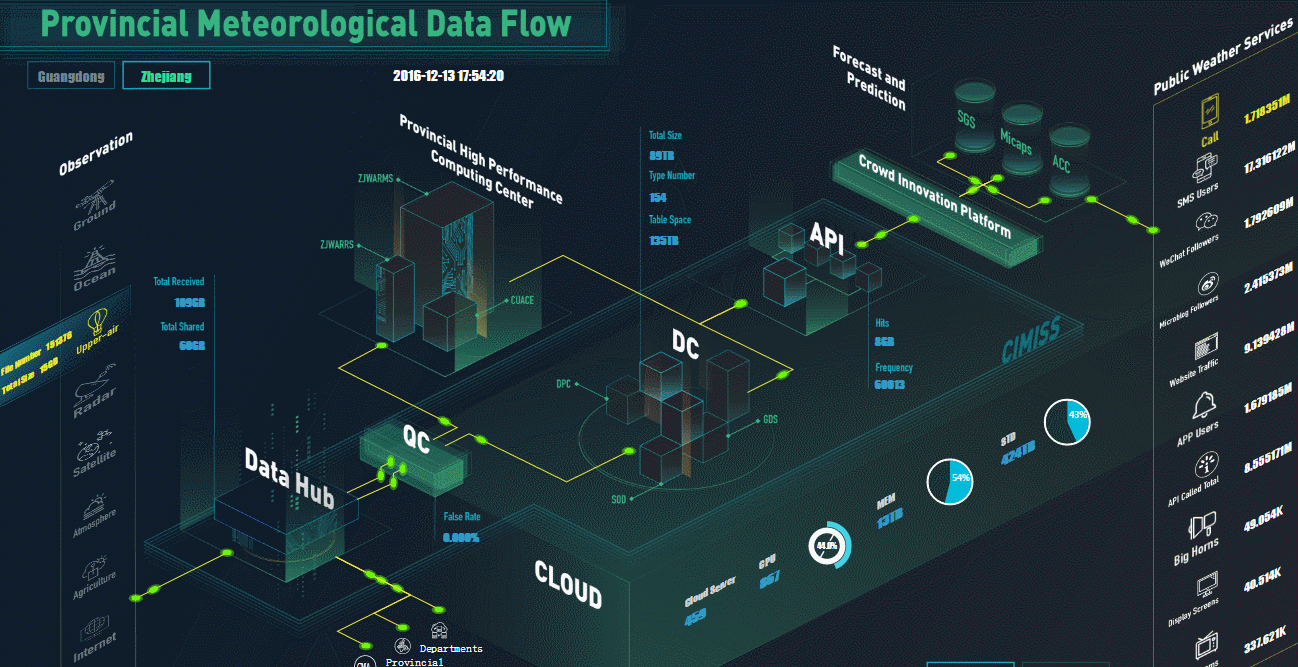 Provincial Meteorological Data Flow
Guangdong
Zhejiang
2016-12-13 17:54:20
Observation
Ground
Ocean
File Number 151376
Total Size 15GB
Upper-air
Radar
Satellite
Atmosphere
Agriculture
Internet
Total Received
109GB
Total Shared
60GB
Provincial High Performance
Computing Center
ZJWARMS
ZJWARRS
CUACE
Total Size
89TB
Type Number
154
Table Space
135TB
Forecast and
Prediction
SGS
Micaps
ACC
Crowd Innovation Platform
API
Hits
8GB
Frequency
60013
CIMISS
DC
DPC
GDS
SOD
QC
False Rate
0.000%
Data Hub
CLOUD
Cloud Server
459
CPU
867
44.0%
MEM
13TB
54%
STD
424TB
43%
Departments
Provincial
Public Weather Services
Call
1.718351M
SMS Users
17.316122M
WeChat Followers
1.792609M
Microblog Followers
2.415373M
Website Traffic
9.139428M
APP Users
1.679185M
API Called Total
8.555171M
Big Horns
49.054K
Display Screens
40.514K
337.621K